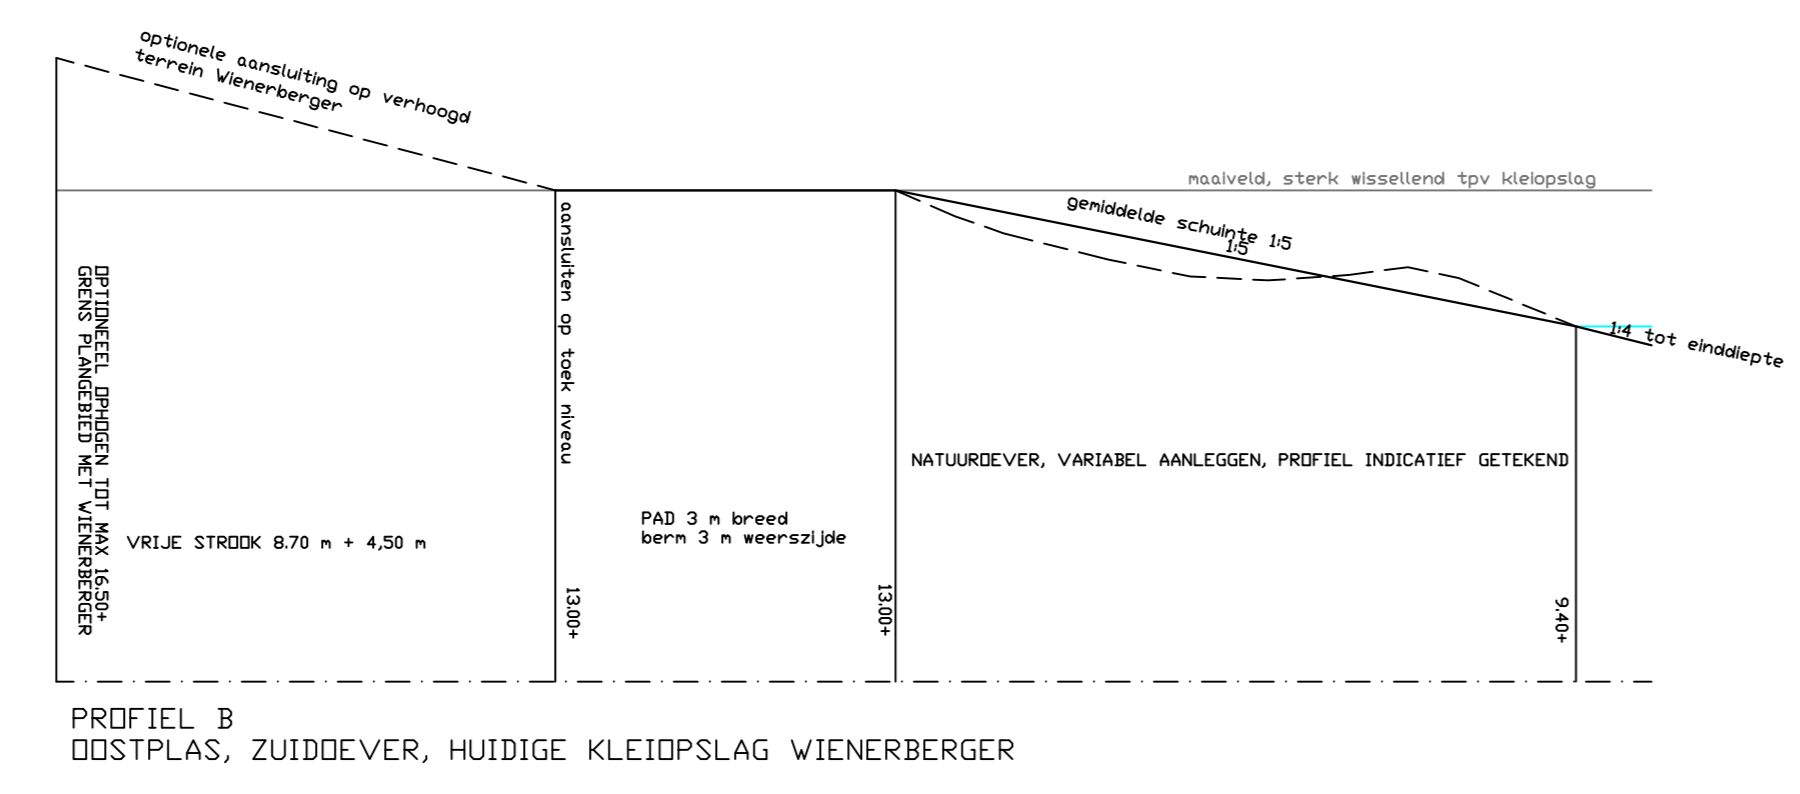 optionele aansluiting op verhoogd
terrein Wienerberger
maaiveld, sterk wissellend tpv kleiopslag
gemiddelde schuinte 1:5
1:5
1:4 tot einddiepte
OPTIONEEEL OPHOGEN TOT MAX 16.50+
GRENS PLANGEBIED MET WIENERBERGER
aansluiten op toek niveau
NATUUROEVER, VARIABEL AANLEGGEN, PROFIEL INDICATIEF GETEKEND
VRIJE STROOK 8.70 m + 4,50 m
PAD 3 m breed
berm 3 m weerszijde
13.00+
13.00+
9.40+
PROFIEL B
OOSTPLAS, ZUIDOEVER, HUIDIGE KLEIOPSLAG WIENERBERGER